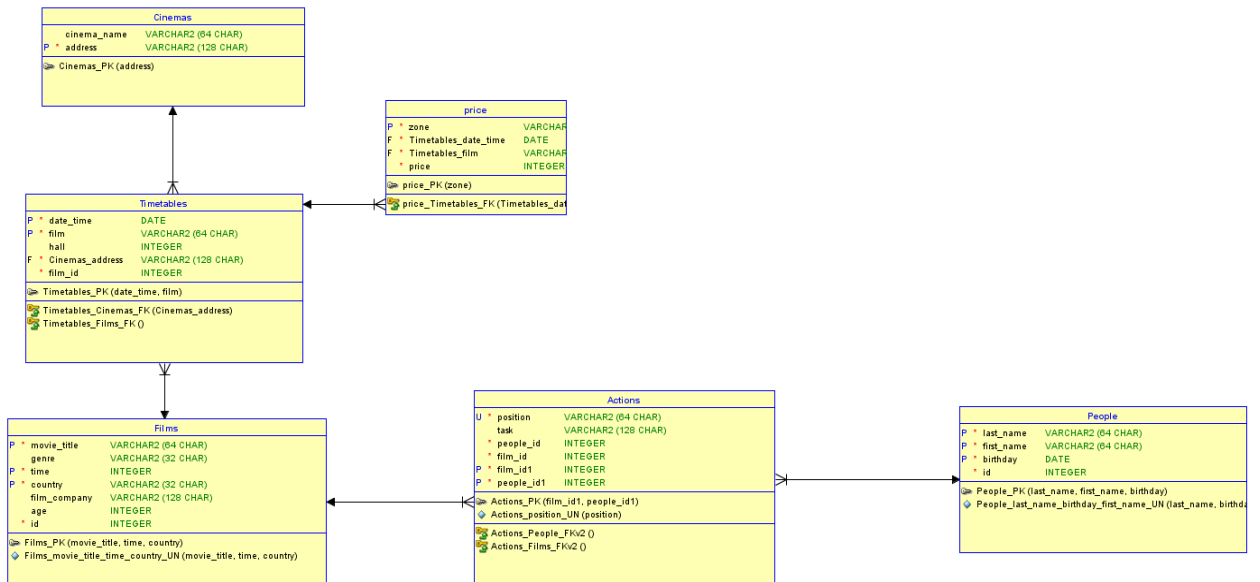 Cinemas
cinema_name VARCHAR2 (64 CHAR)
P * address VARCHAR2 (128 CHAR)
Cinemas_PK (address)
price
P * zone VARCHAR
F * Timetables_date_time DATE
F * Timetables_film VARCHAR
* price INTEGER
price_PK (zone)
price_Timetables_FK (Timetables_dat
Timetables
P * date_time DATE
P * film VARCHAR2 (64 CHAR)
hall INTEGER
F * Cinemas_address VARCHAR2 (128 CHAR)
* film_id INTEGER
Timetables_PK (date_time, film)
Timetables_Cinemas_FK (Cinemas_address)
Timetables_Films_FK ()
Films
P * movie_title VARCHAR2 (64 CHAR)
genre VARCHAR2 (32 CHAR)
P * time INTEGER
P * country VARCHAR2 (32 CHAR)
film_company VARCHAR2 (128 CHAR)
age INTEGER
* id INTEGER
Films_PK (movie_title, time, country)
Films_movie_title_time_country_UN (movie_title, time, country)
Actions
U * position VARCHAR2 (64 CHAR)
task VARCHAR2 (128 CHAR)
* people_id INTEGER
* film_id INTEGER
P * film_id1 INTEGER
P * people_id1 INTEGER
Actions_PK (film_id1, people_id1)
Actions_position_UN (position)
Actions_People_FKv2 ()
Actions_Films_FKv2 ()
People
P * last_name VARCHAR2 (64 CHAR)
P * first_name VARCHAR2 (64 CHAR)
P * birthday DATE
* id INTEGER
People_PK (last_name, first_name, birthday)
People_last_name_birthday_first_name_UN (last_name, birthda